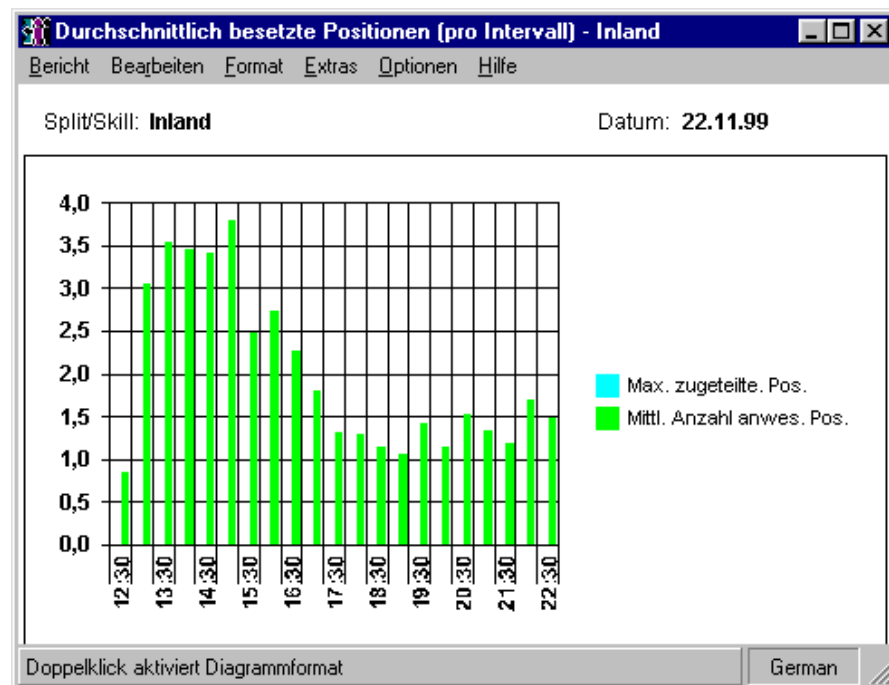 Durchschnittlich besetzte Positionen (pro Intervall) - Inland
Bericht Bearbeiten Format Extras Optionen Hilfe
Split/Skill: Inland Datum: 22.11.99
4,0
3,5
3,0
2,5
2,0
1,5
1,0
0,5
0,0
12:30 13:30 14:30 15:30 16:30 17:30 18:30 19:30 20:30 21:30 22:30
Max. zugeteilte. Pos.
Mittl. Anzahl anwes. Pos.
Doppelklick aktiviert Diagrammformat German